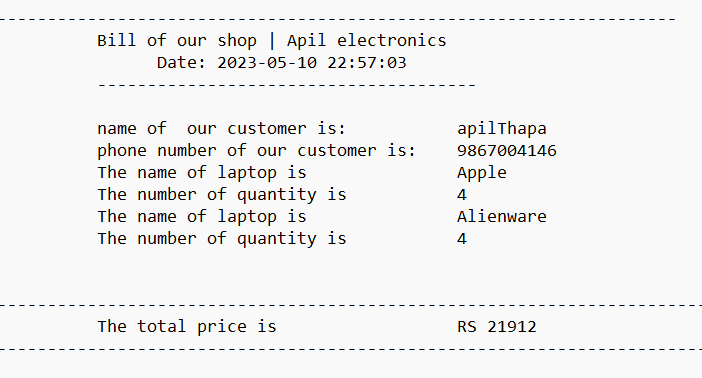 -------------------------------------------------------------------
Bill of our shop | Apil electronics
Date: 2023-05-10 22:57:03
--------------------------------------
name of  our customer is: apilThapa
phone number of our customer is: 9867004146
The name of laptop is Apple
The number of quantity is 4
The name of laptop is Alienware
The number of quantity is 4
----------------------------------------------------------------------
The total price is RS 21912
----------------------------------------------------------------------